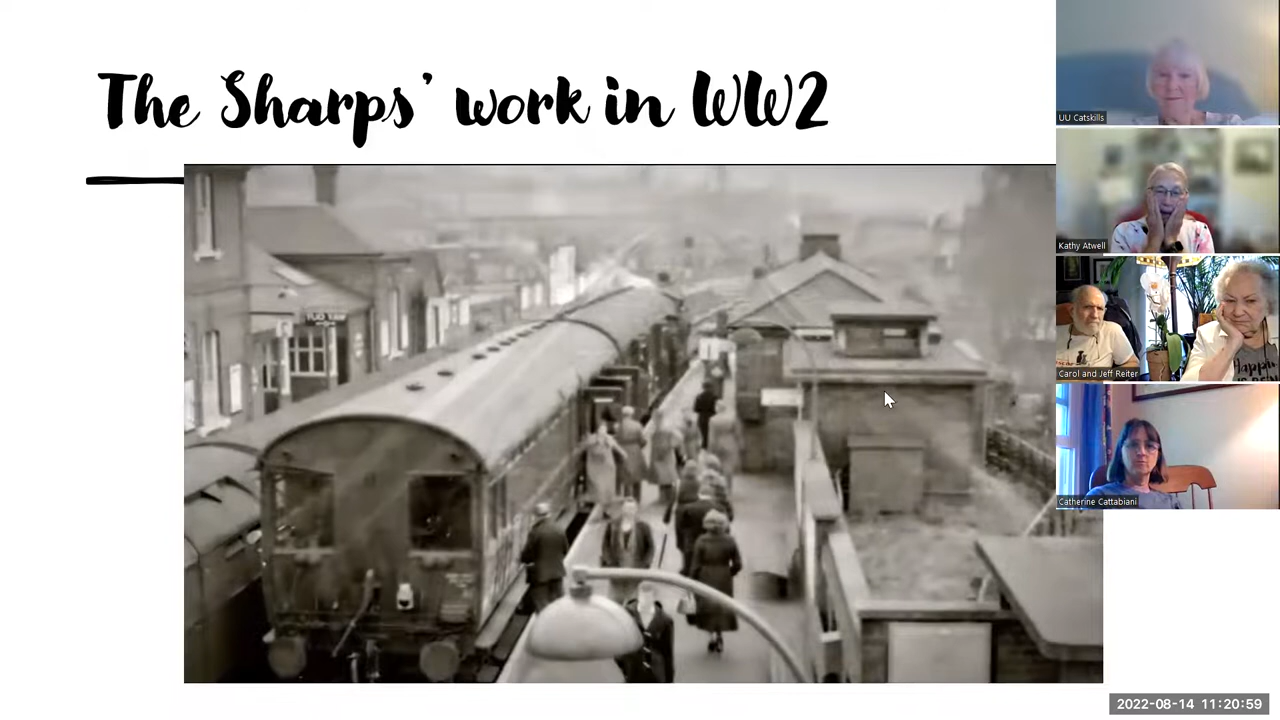 The Sharps' work in WW2
UU Catskills
Kathy Atwell
Carol and Jeff Reiter
Catherine Cattabiani
2022-08-14 11:20:59